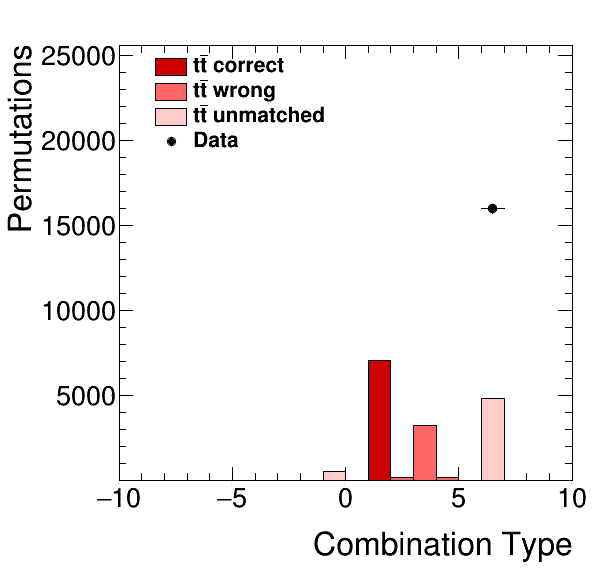 Permutations
25000
20000
15000
10000
5000
tt̄ correct
tt̄ wrong
tt̄ unmatched
Data
−10 −5 0 5 10
Combination Type